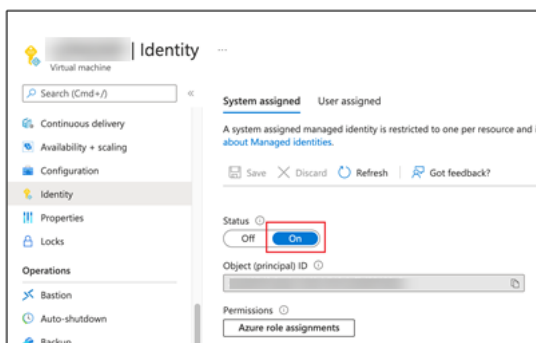 | Identity ...
Virtual machine
Search (Cmd+/)
«
Continuous delivery
Availability + scaling
Configuration
Identity
Properties
Locks
Operations
Bastion
Auto-shutdown
Backup
System assigned User assigned
A system assigned managed identity is restricted to one per resource and
about Managed identities.
Save Discard Refresh Got feedback?
Status
Off On
Object (principal) ID
Permissions
Azure role assignments